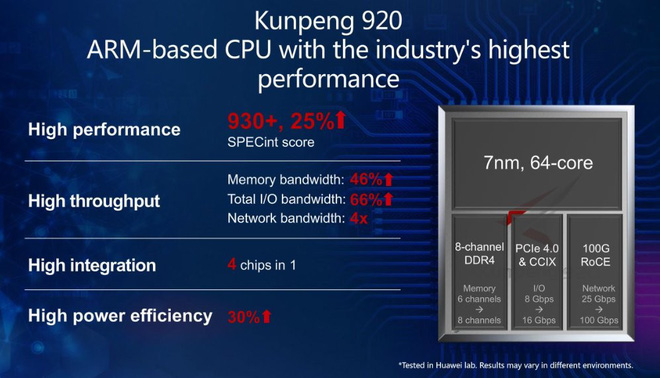 Kunpeng 920
ARM-based CPU with the industry's highest
performance
High performance
930+, 25%⬆
SPECint score
High throughput
Memory bandwidth: 46%⬆
Total I/O bandwidth: 66%⬆
Network bandwidth: 4x
High integration
4 chips in 1
High power efficiency
30%⬆
7nm, 64-core
8-channel
DDR4
Memory
6 channels
→
8 channels
PCIe 4.0
& CCIX
I/O
8 Gbps
→
16 Gbps
100G
RoCE
Network
25 Gbps
→
100 Gbps
*Tested in Huawei lab. Results may vary in different environments.